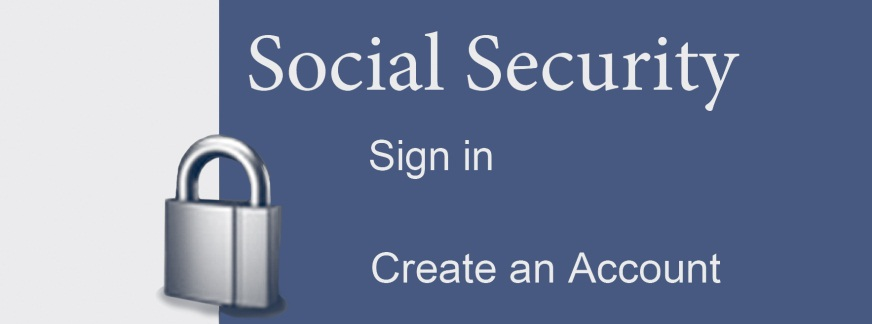 Social Security
Sign in
Create an Account